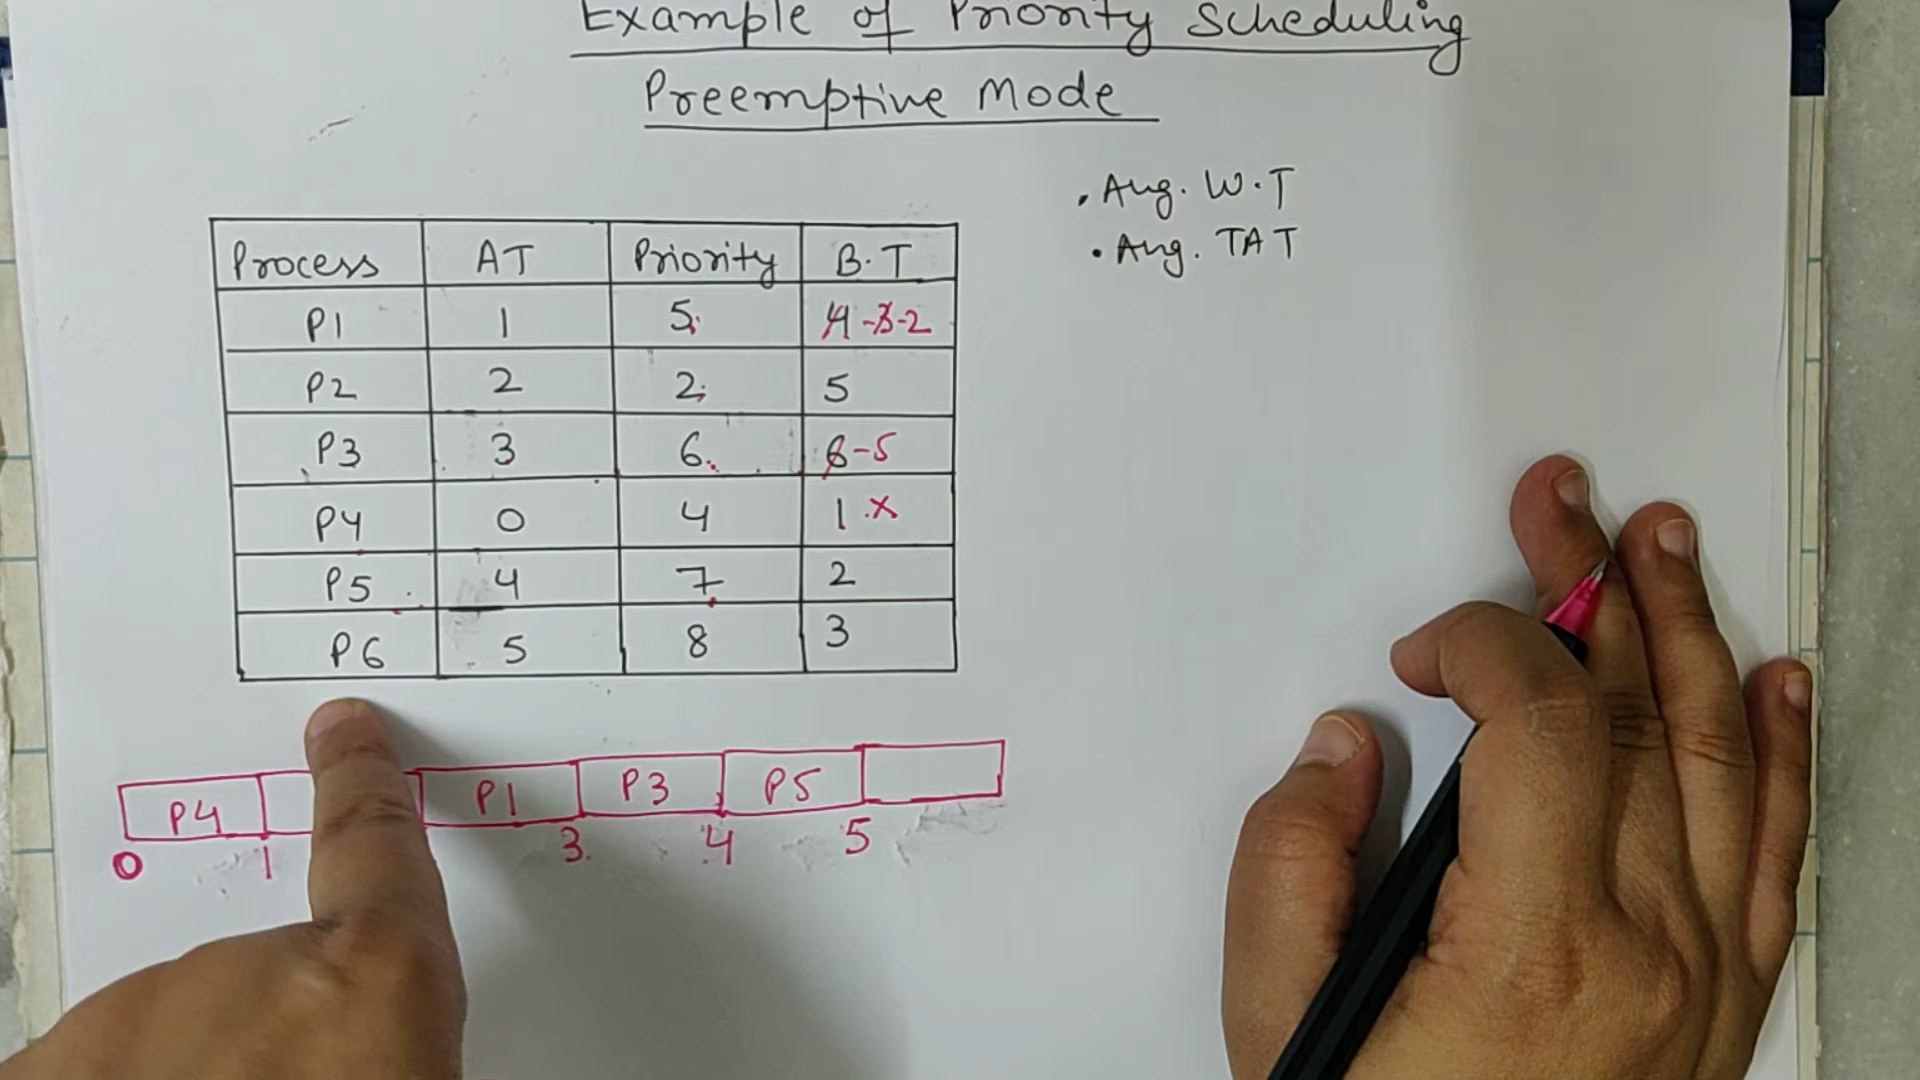 Example of Priority Scheduling
Preemptive Mode
• Avg. W.T
• Avg. TAT
Process AT Priority B.T
P1 1 5 4-3-2
P2 2 2 5
P3 3 6 6-5
P4 0 4 1 x
P5 4 7 2
P6 5 8 3
P4 P1 P3 P5
0 1 3 4 5